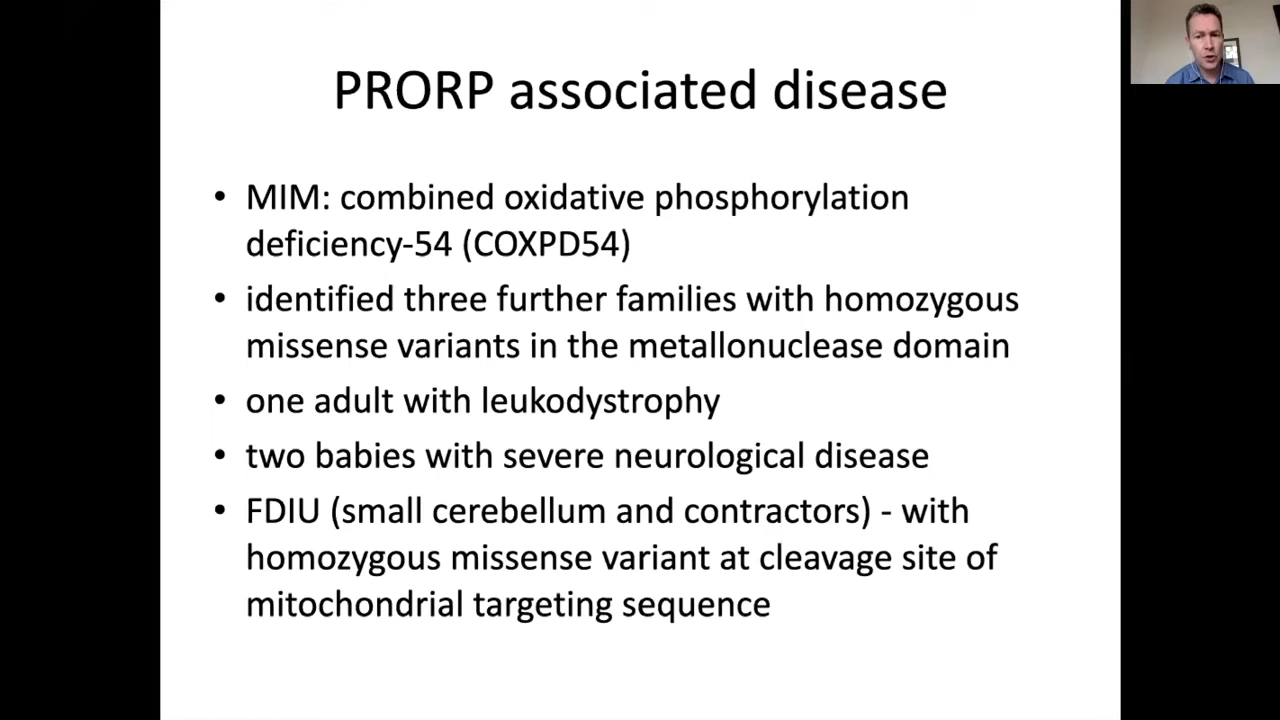 PRORP associated disease
• MIM: combined oxidative phosphorylation
deficiency-54 (COXPD54)
• identified three further families with homozygous
missense variants in the metallonuclease domain
• one adult with leukodystrophy
• two babies with severe neurological disease
• FDIU (small cerebellum and contractors) - with
homozygous missense variant at cleavage site of
mitochondrial targeting sequence